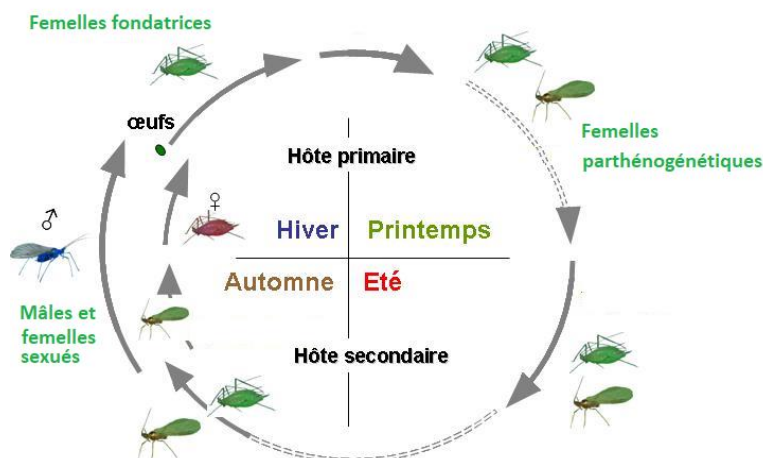 Femelles fondatrices
œufs
Hôte primaire
Femelles
parthénogénétiques
♂
♀
Hiver
Printemps
Automne
Eté
Mâles et
femelles
sexués
Hôte secondaire